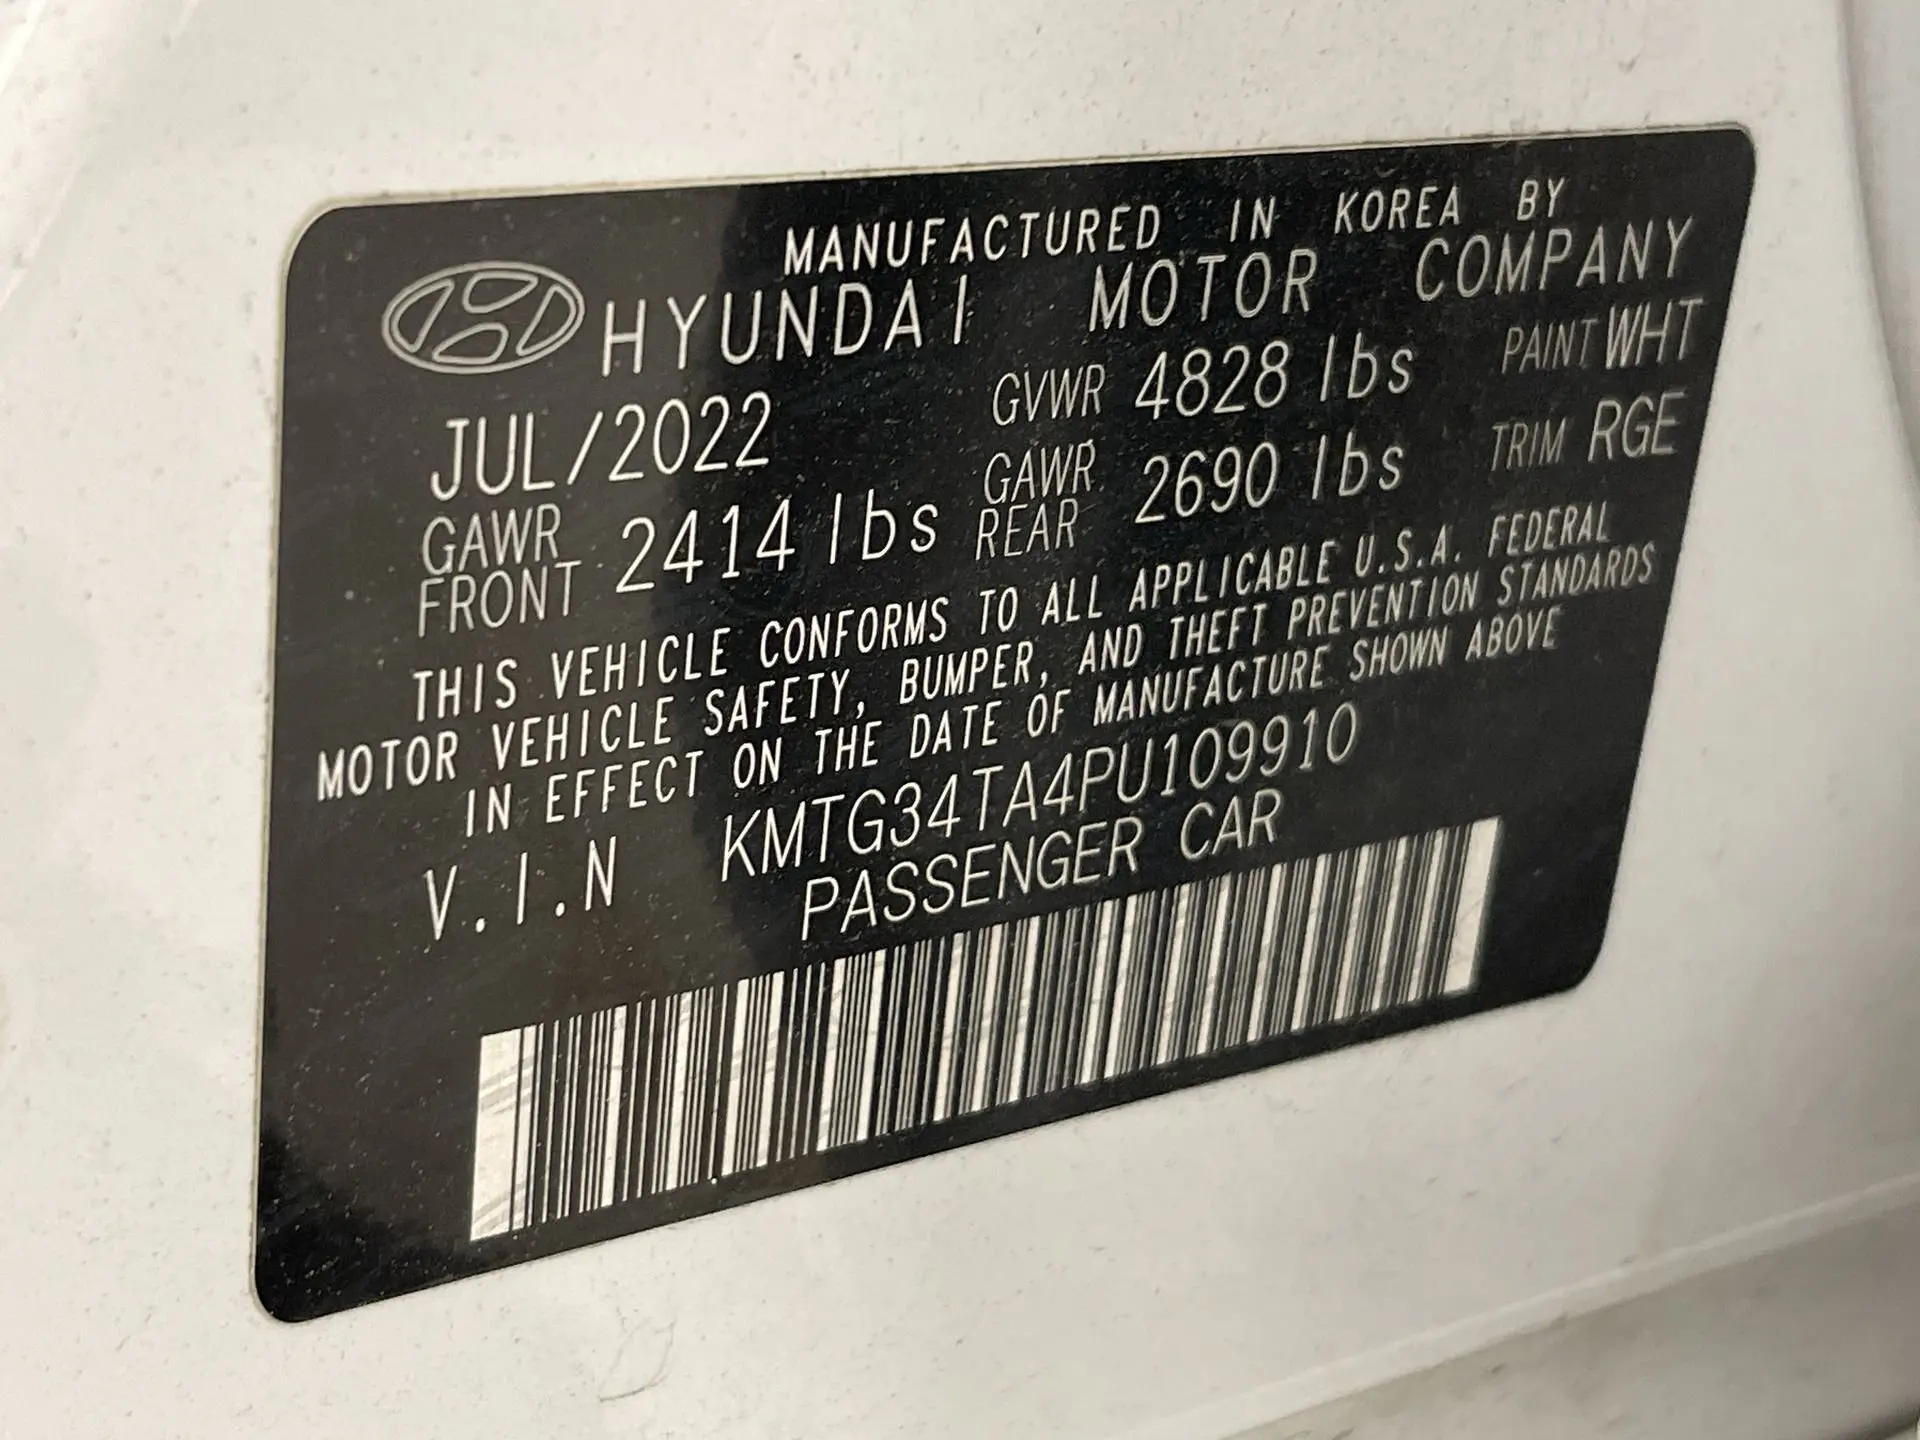 MANUFACTURED IN KOREA BY
HYUNDAI MOTOR COMPANY
JUL/2022 GVWR 4828 lbs PAINT WHT
GAWR FRONT 2414 lbs GAWR REAR 2690 lbs TRIM RGE
THIS VEHICLE CONFORMS TO ALL APPLICABLE U.S.A. FEDERAL
MOTOR VEHICLE SAFETY, BUMPER, AND THEFT PREVENTION STANDARDS
IN EFFECT ON THE DATE OF MANUFACTURE SHOWN ABOVE
V.I.N KMTG34TA4PU109910
PASSENGER CAR